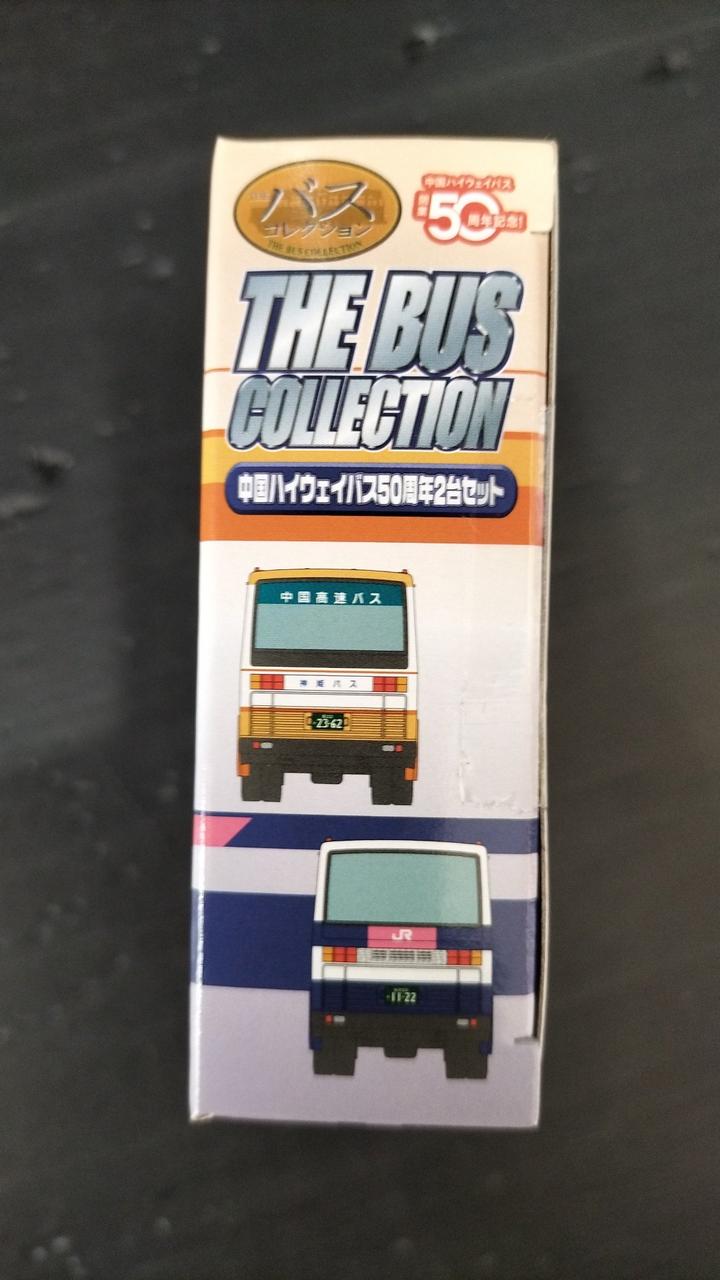 バス
コレクション
THE BUS COLLECTION
中国ハイウェイバス
開業50周年記念!
THE BUS
COLLECTION
中国ハイウェイバス50周年2台セット
中国高速バス
神姫バス
23-62
JR
11-22